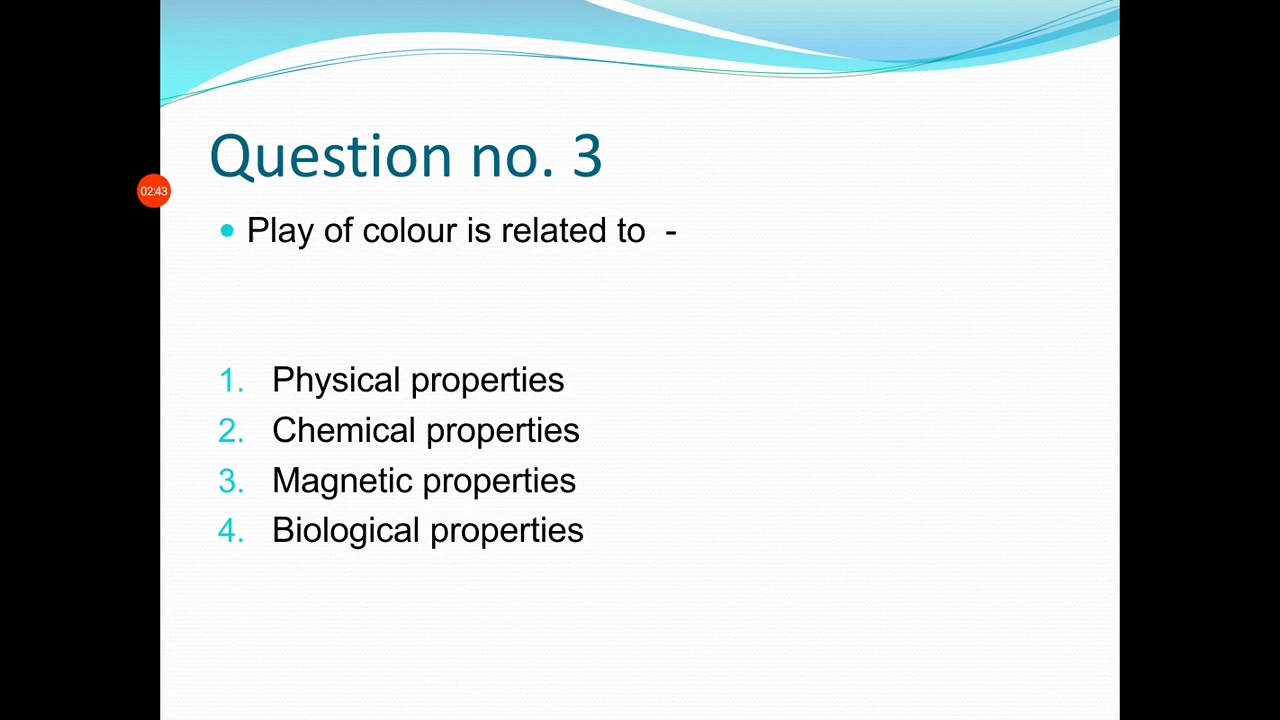 Question no. 3
02:43
• Play of colour is related to -
1. Physical properties
2. Chemical properties
3. Magnetic properties
4. Biological properties